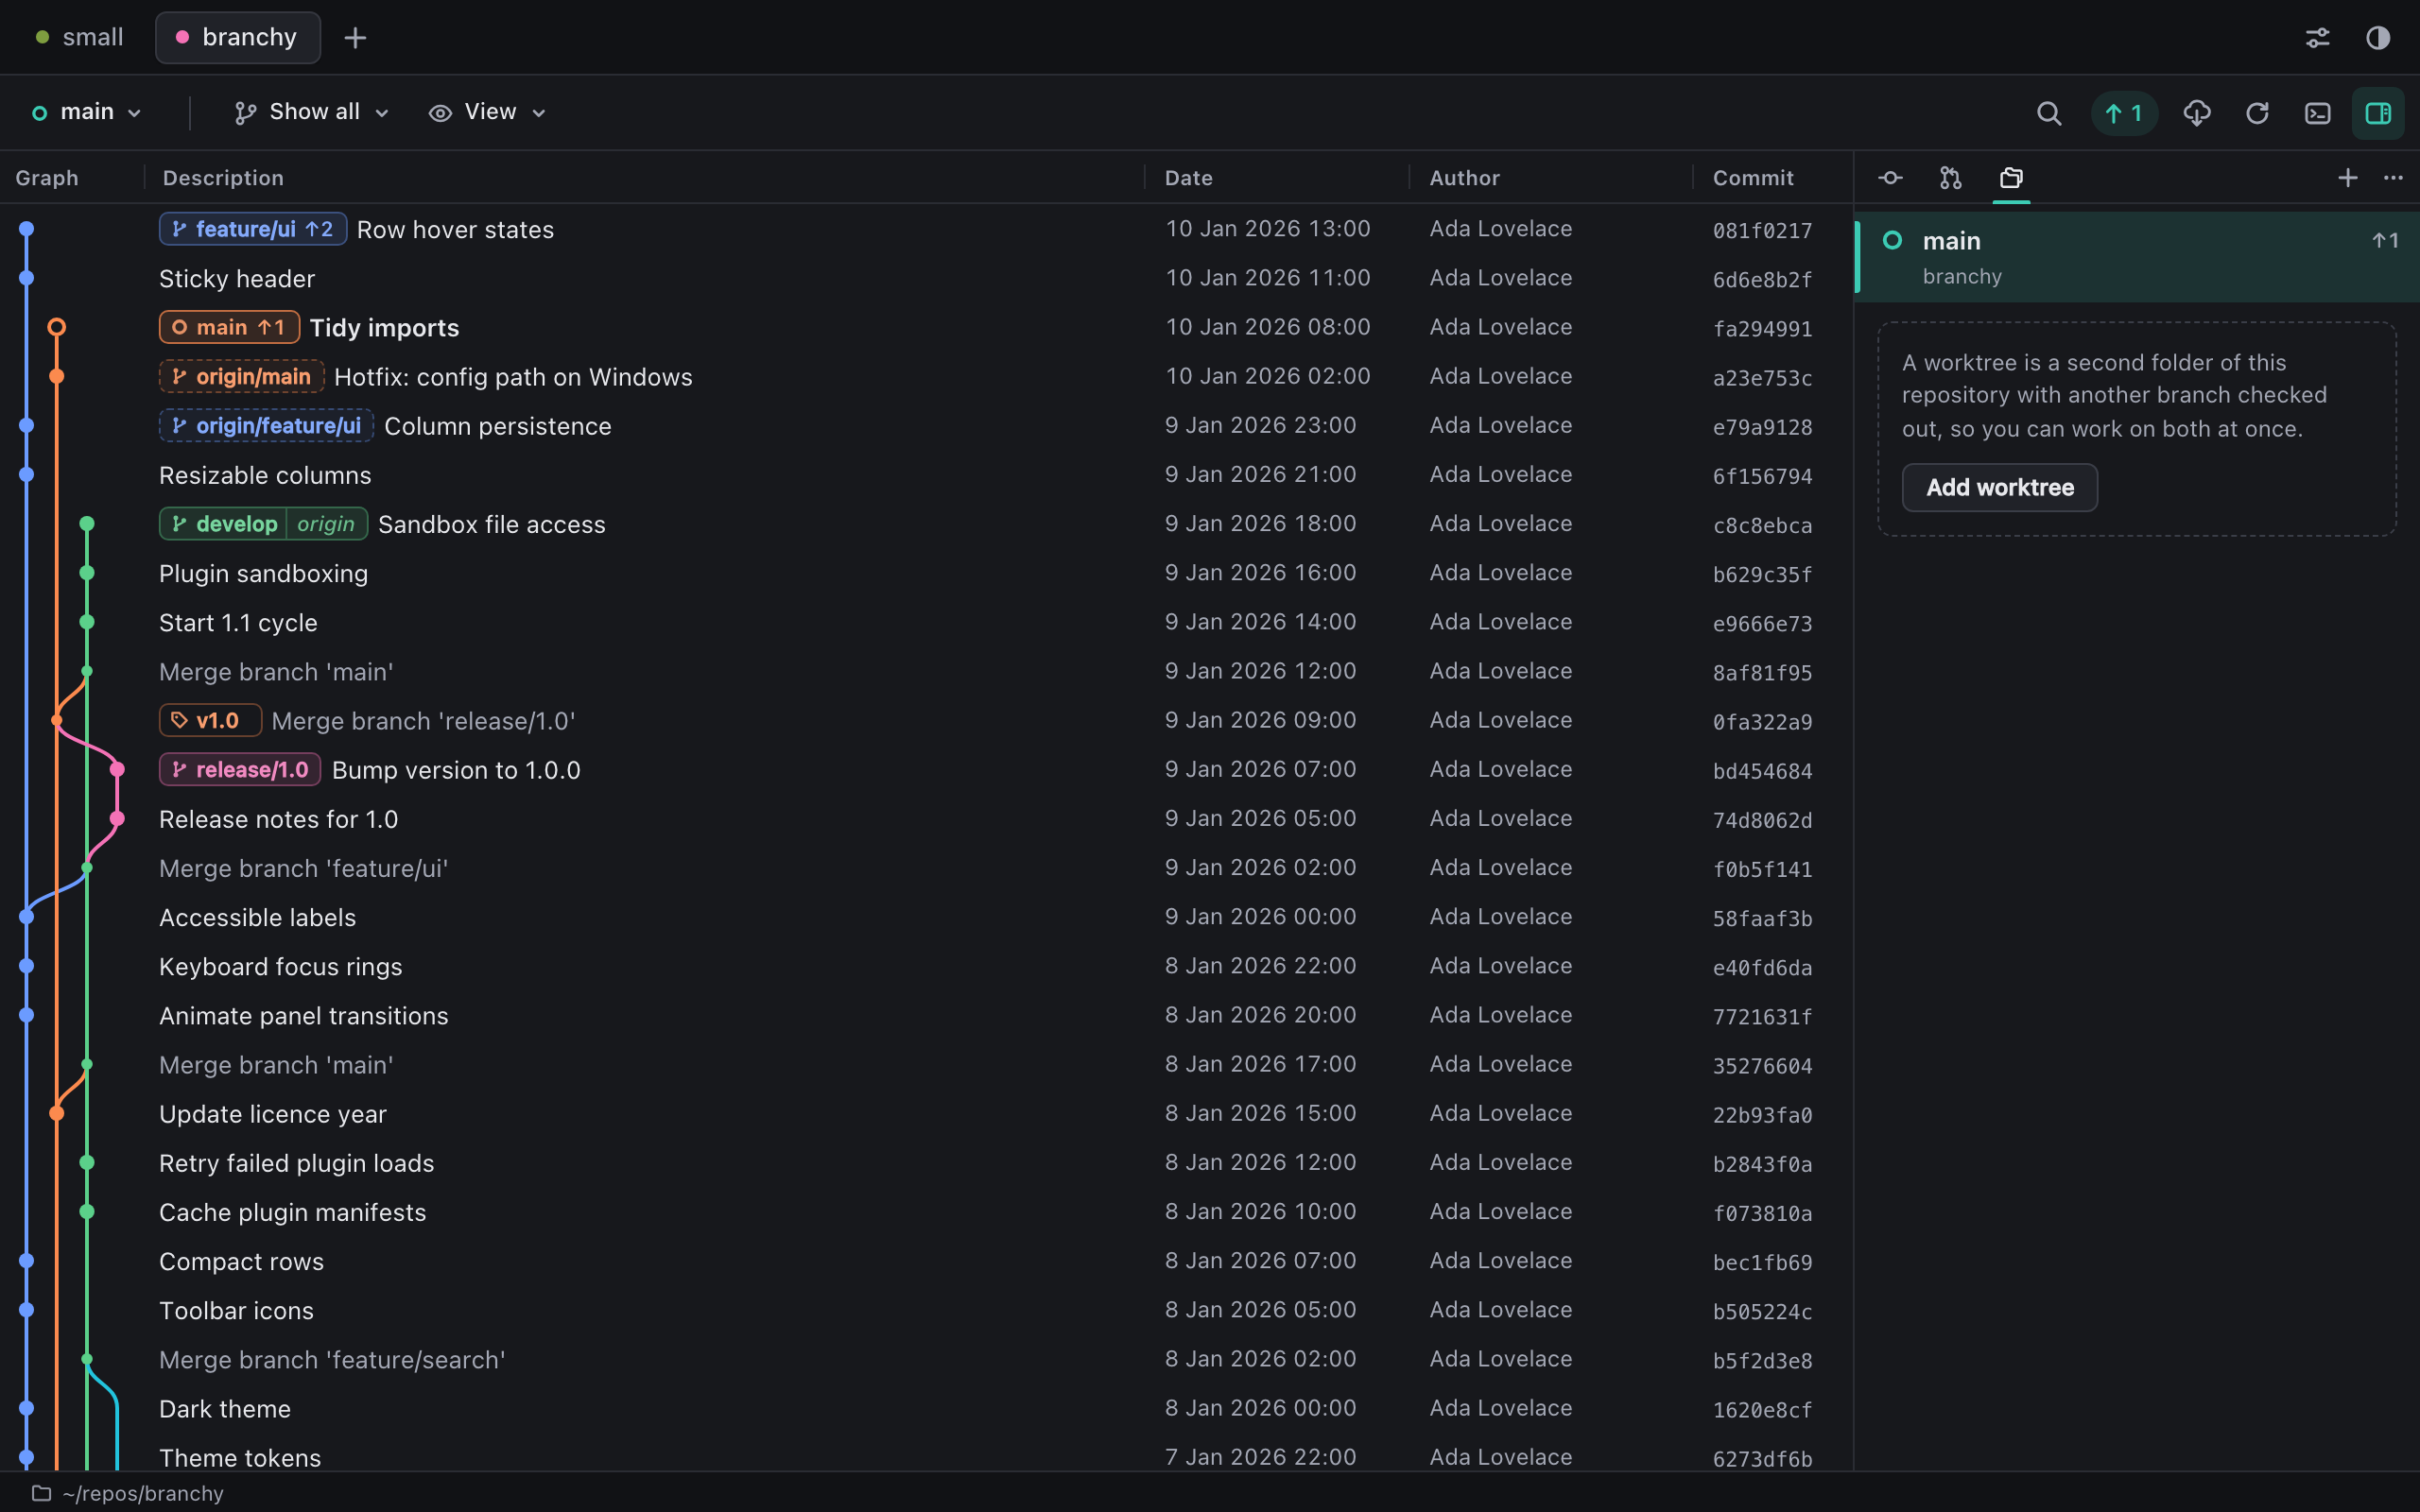 small branchy
main Show all View ↑ 1
Graph Description Date Author Commit
feature/ui ↑2 Row hover states 10 Jan 2026 13:00 Ada Lovelace 081f0217
Sticky header 10 Jan 2026 11:00 Ada Lovelace 6d6e8b2f
main ↑1 Tidy imports 10 Jan 2026 08:00 Ada Lovelace fa294991
origin/main Hotfix: config path on Windows 10 Jan 2026 02:00 Ada Lovelace a23e753c
origin/feature/ui Column persistence 9 Jan 2026 23:00 Ada Lovelace e79a9128
Resizable columns 9 Jan 2026 21:00 Ada Lovelace 6f156794
develop origin Sandbox file access 9 Jan 2026 18:00 Ada Lovelace c8c8ebca
Plugin sandboxing 9 Jan 2026 16:00 Ada Lovelace b629c35f
Start 1.1 cycle 9 Jan 2026 14:00 Ada Lovelace e9666e73
Merge branch 'main' 9 Jan 2026 12:00 Ada Lovelace 8af81f95
v1.0 Merge branch 'release/1.0' 9 Jan 2026 09:00 Ada Lovelace 0fa322a9
release/1.0 Bump version to 1.0.0 9 Jan 2026 07:00 Ada Lovelace bd454684
Release notes for 1.0 9 Jan 2026 05:00 Ada Lovelace 74d8062d
Merge branch 'feature/ui' 9 Jan 2026 02:00 Ada Lovelace f0b5f141
Accessible labels 9 Jan 2026 00:00 Ada Lovelace 58faaf3b
Keyboard focus rings 8 Jan 2026 22:00 Ada Lovelace e40fd6da
Animate panel transitions 8 Jan 2026 20:00 Ada Lovelace 7721631f
Merge branch 'main' 8 Jan 2026 17:00 Ada Lovelace 35276604
Update licence year 8 Jan 2026 15:00 Ada Lovelace 22b93fa0
Retry failed plugin loads 8 Jan 2026 12:00 Ada Lovelace b2843f0a
Cache plugin manifests 8 Jan 2026 10:00 Ada Lovelace f073810a
Compact rows 8 Jan 2026 07:00 Ada Lovelace bec1fb69
Toolbar icons 8 Jan 2026 05:00 Ada Lovelace b505224c
Merge branch 'feature/search' 8 Jan 2026 02:00 Ada Lovelace b5f2d3e8
Dark theme 8 Jan 2026 00:00 Ada Lovelace 1620e8cf
Theme tokens 7 Jan 2026 22:00 Ada Lovelace 6273df6b
main ↑1
branchy
A worktree is a second folder of this
repository with another branch checked
out, so you can work on both at once.
Add worktree
~/repos/branchy